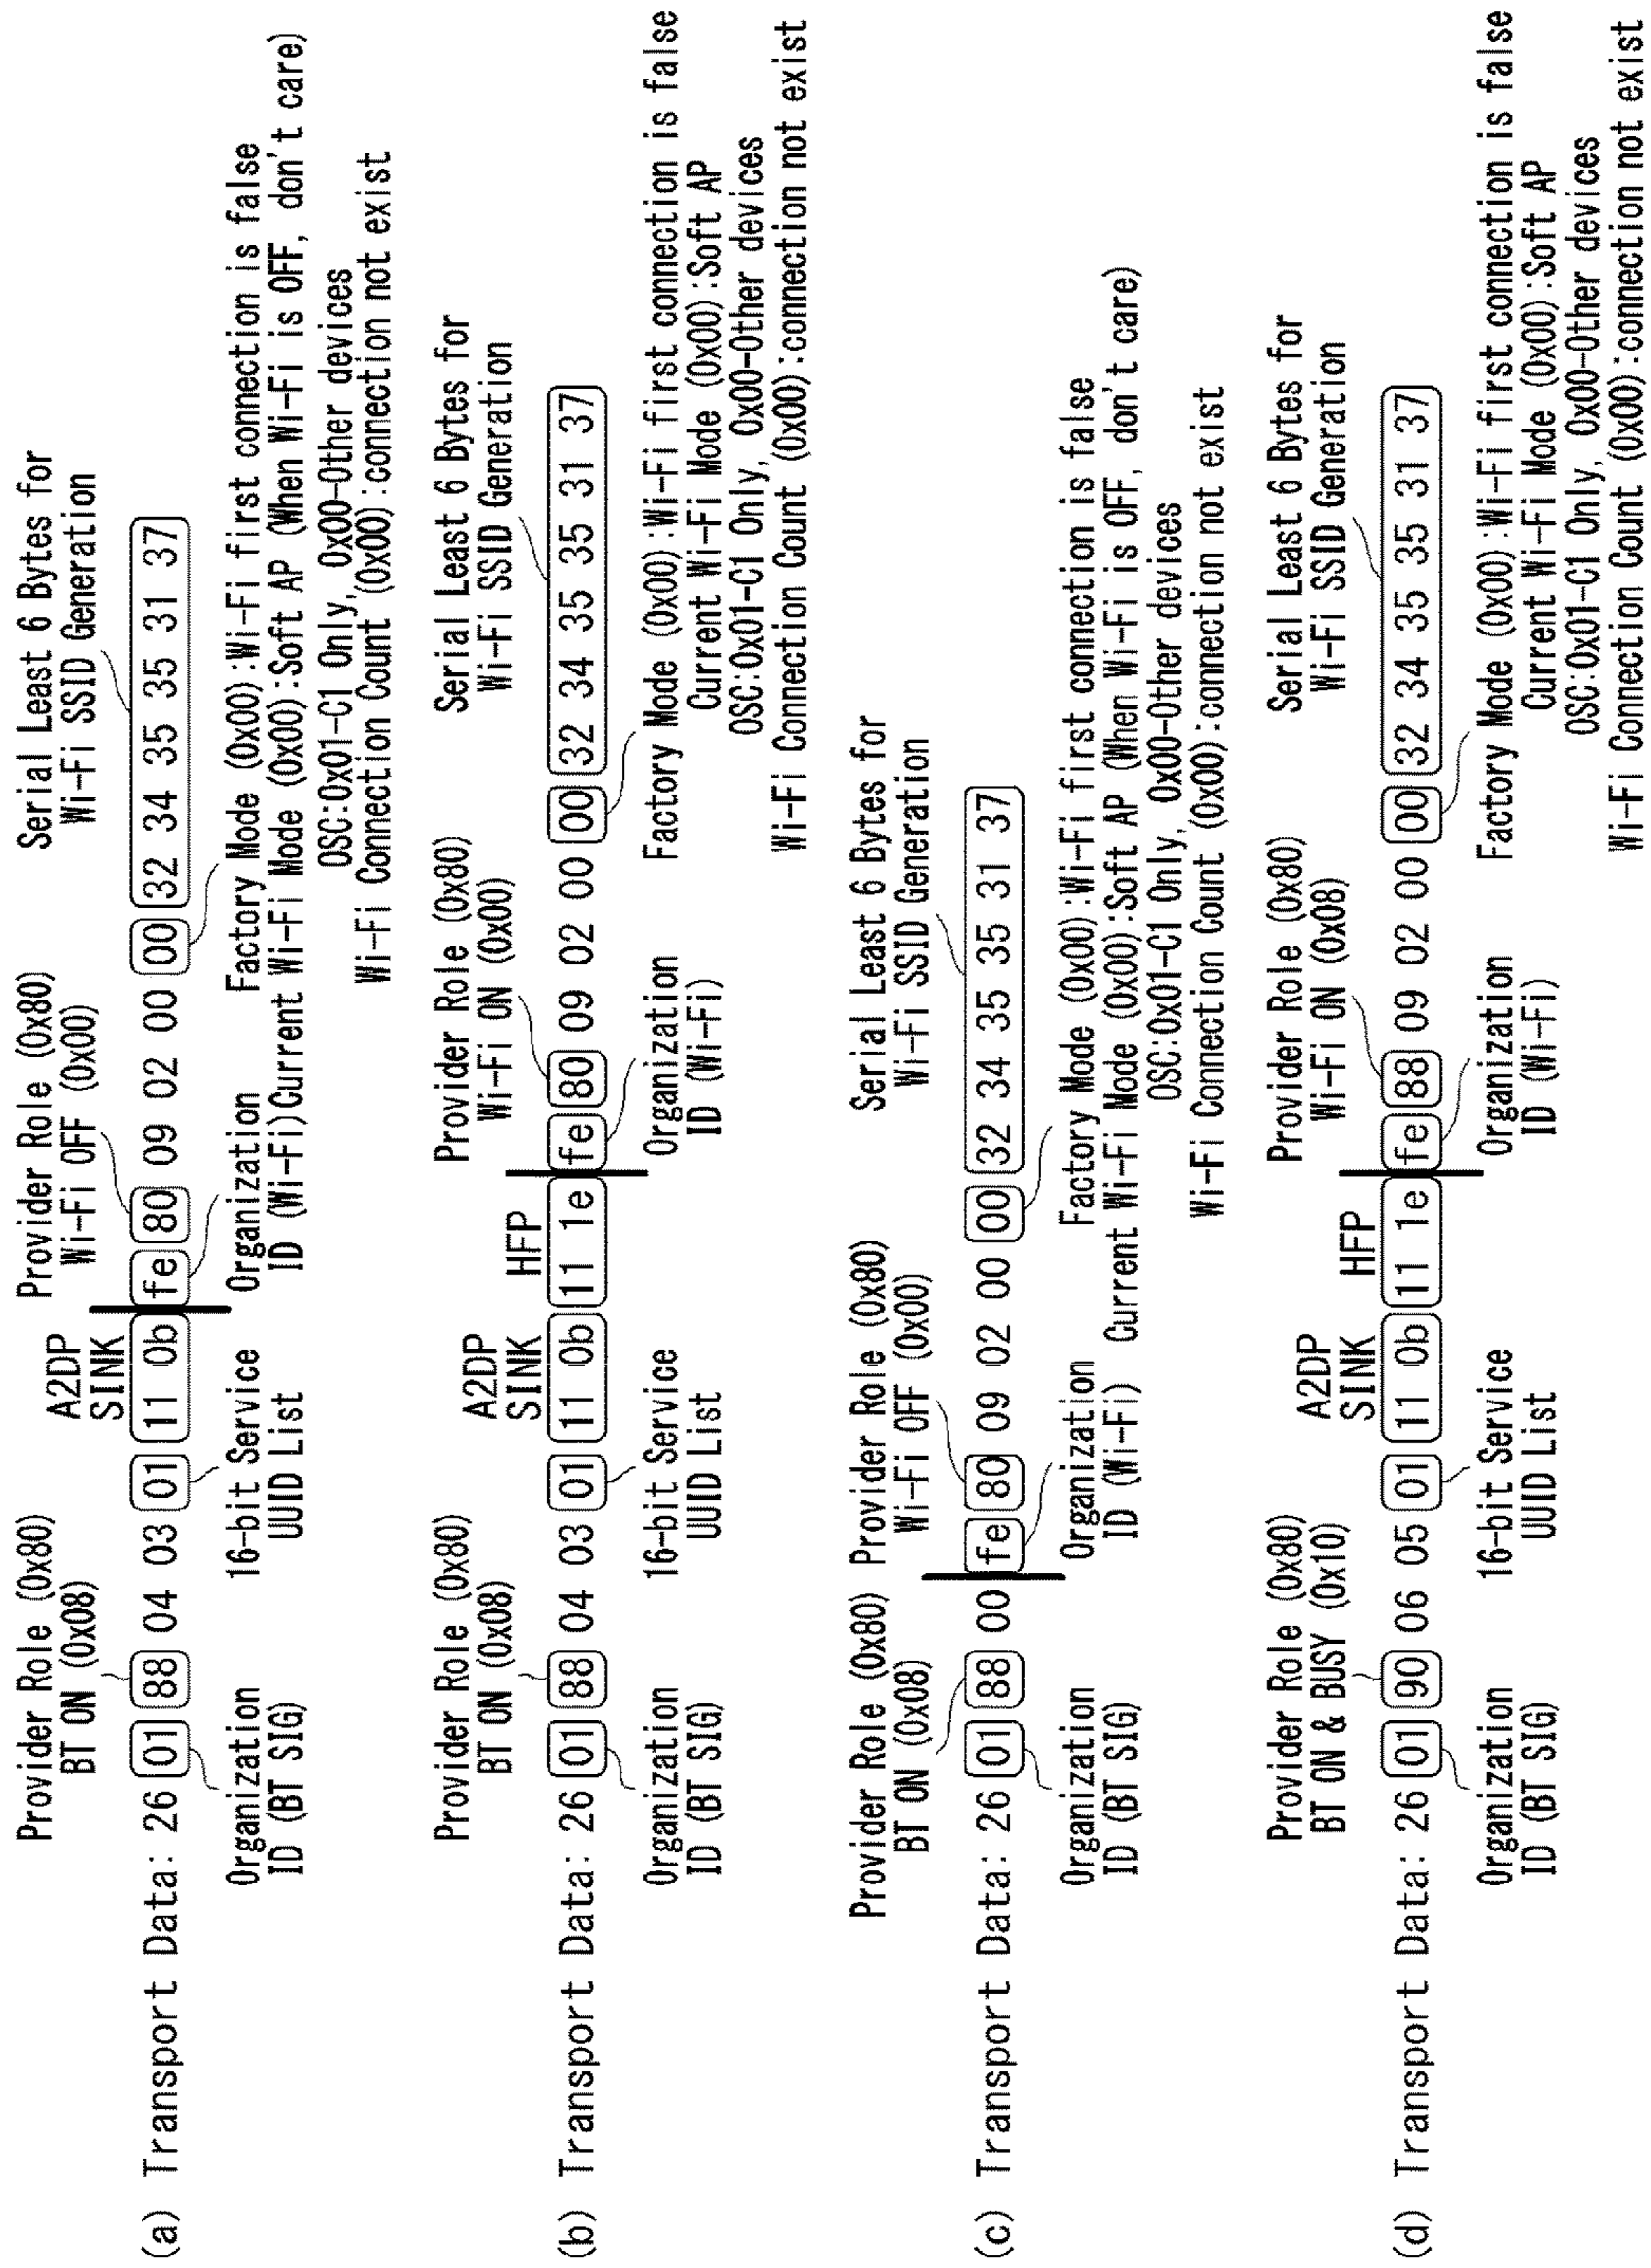 Provider Role (0x80)
BT ON (0x08)
A2DP
SINK
Provider Role (0x80)
Wi-Fi OFF (0x00)
Serial Least 6 Bytes for
Wi-Fi SSID Generation
(a) Transport Data: 26 01 88 04 03 01 11 0b fe 80 09 02 00 00 32 34 35 35 31 37
Organization
ID (BT SIG)
16-bit Service
UUID List
Organization
ID (Wi-Fi)
Factory Mode (0x00):Wi-Fi first connection is false
Current Wi-Fi Mode (0x00):Soft AP (When Wi-Fi is OFF, don't care)
OSC:0x01-C1 Only, 0x00-Other devices
Wi-Fi Connection Count (0x00):connection not exist
Provider Role (0x80)
BT ON (0x08)
A2DP
SINK
HFP
Provider Role (0x80)
Wi-Fi ON (0x00)
Serial Least 6 Bytes for
Wi-Fi SSID Generation
(b) Transport Data: 26 01 88 04 03 01 11 0b 11 1e fe 80 09 02 00 00 32 34 35 35 31 37
Organization
ID (BT SIG)
16-bit Service
UUID List
Organization
ID (Wi-Fi)
Factory Mode (0x00):Wi-Fi first connection is false
Current Wi-Fi Mode (0x00):Soft AP
OSC:0x01-C1 Only, 0x00-Other devices
Wi-Fi Connection Count (0x00):connection not exist
Provider Role (0x80)
BT ON (0x08)
Provider Role (0x80)
Wi-Fi OFF (0x00)
Serial Least 6 Bytes for
Wi-Fi SSID Generation
(c) Transport Data: 26 01 88 00 fe 80 09 02 00 00 32 34 35 35 31 37
Organization
ID (BT SIG)
Organization
ID (Wi-Fi)
Factory Mode (0x00):Wi-Fi first connection is false
Current Wi-Fi Mode (0x00):Soft AP (When Wi-Fi is OFF, don't care)
OSC:0x01-C1 Only, 0x00-Other devices
Wi-Fi Connection Count (0x00):connection not exist
Provider Role (0x80)
BT ON & BUSY (0x10)
A2DP
SINK
HFP
Provider Role (0x80)
Wi-Fi ON (0x08)
Serial Least 6 Bytes for
Wi-Fi SSID Generation
(d) Transport Data: 26 01 90 06 05 01 11 0b 11 1e fe 88 09 02 00 00 32 34 35 35 31 37
Organization
ID (BT SIG)
16-bit Service
UUID List
Organization
ID (Wi-Fi)
Factory Mode (0x00):Wi-Fi first connection is false
Current Wi-Fi Mode (0x00):Soft AP
OSC:0x01-C1 Only, 0x00-Other devices
Wi-Fi Connection Count (0x00):connection not exist